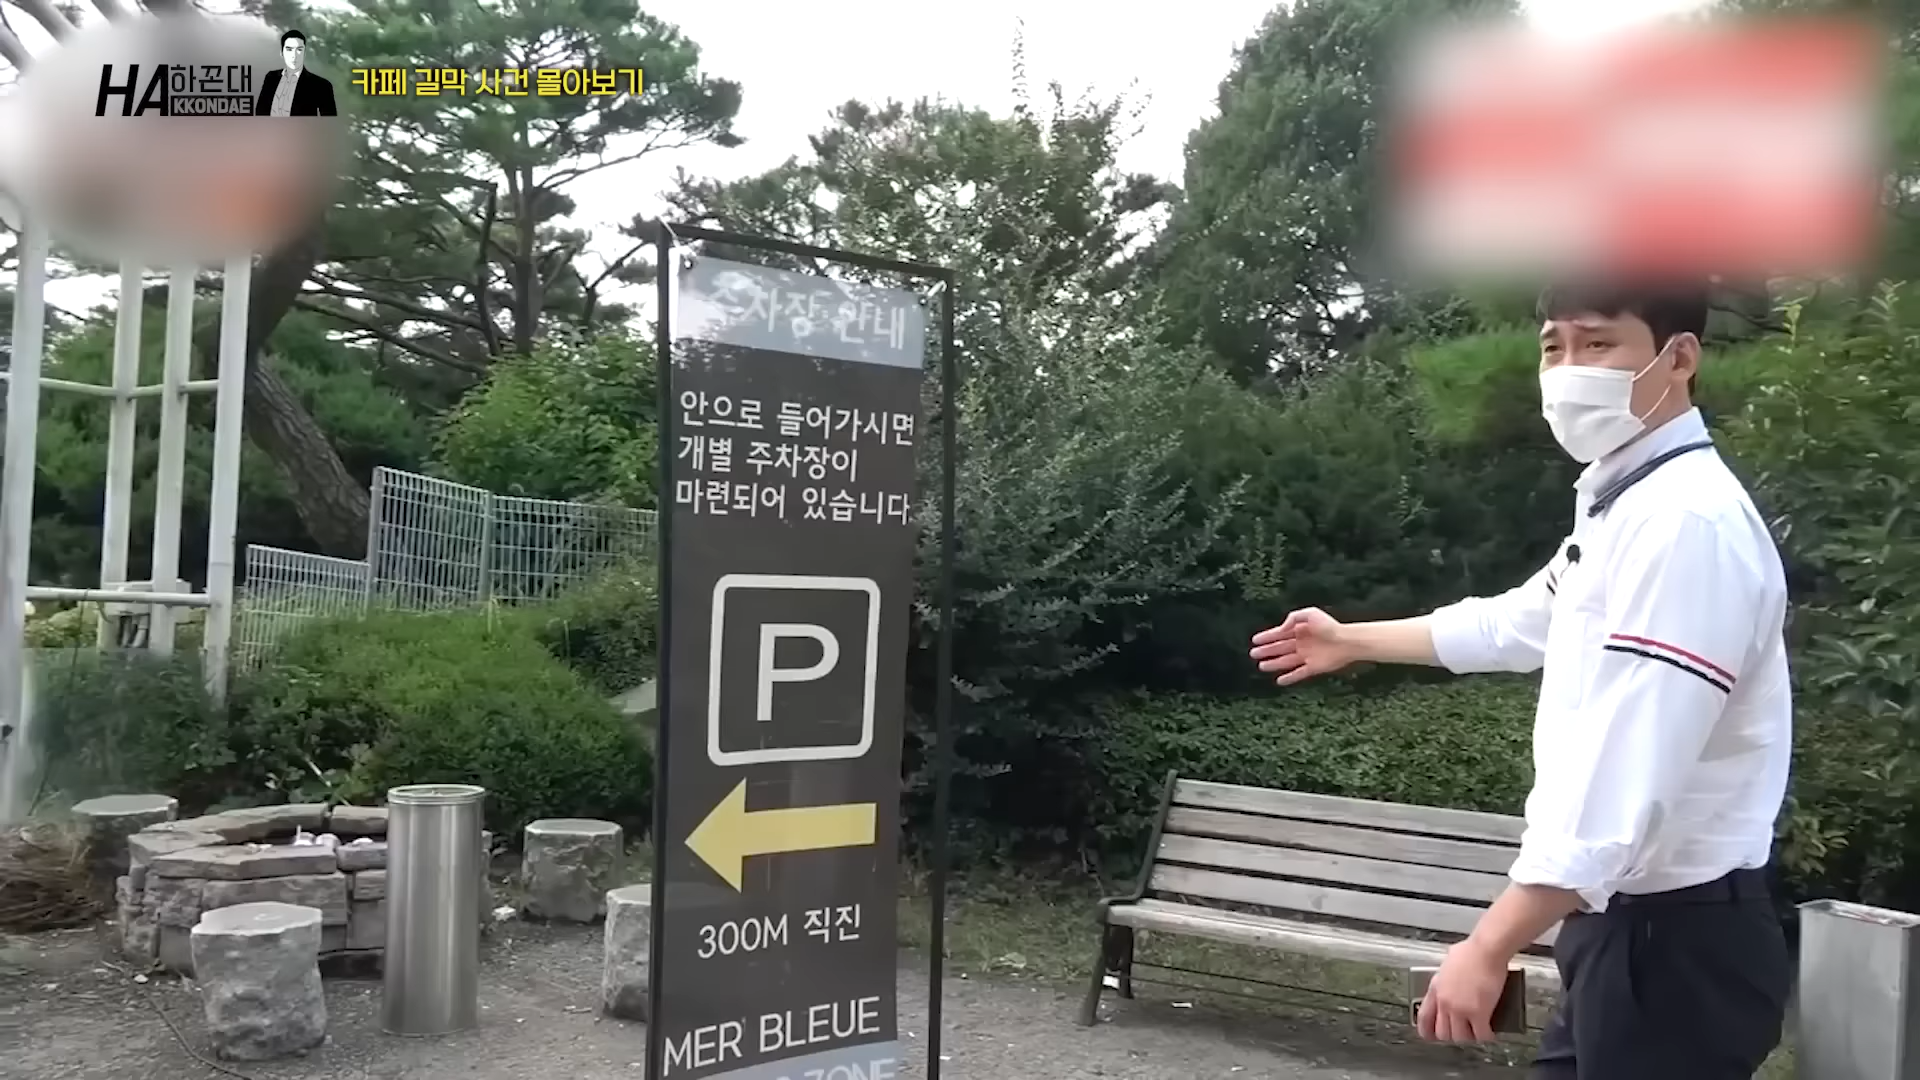 HA 하꼰대
KKONDAE
카페 길막 사건 몰아보기
주차장 안내
안으로 들어가시면
개별 주차장이
마련되어 있습니다.
P
300M 직진
MER BLEUE
ZONE